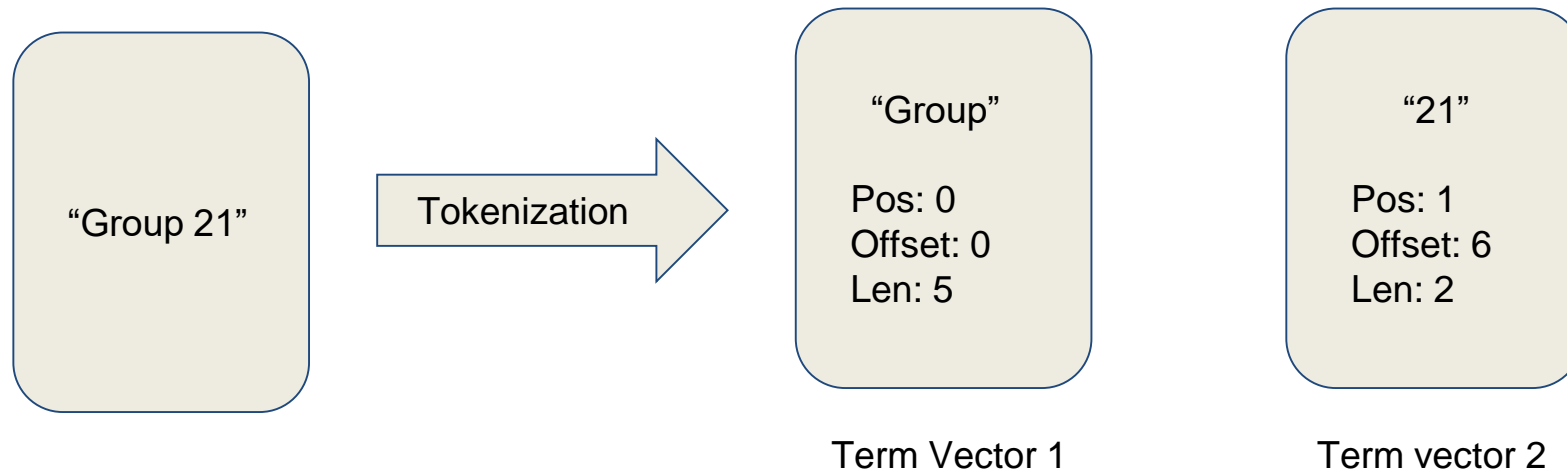 “Group 21”
Tokenization
“Group”
Pos: 0
Offset: 0
Len: 5
Term Vector 1
“21”
Pos: 1
Offset: 6
Len: 2
Term vector 2